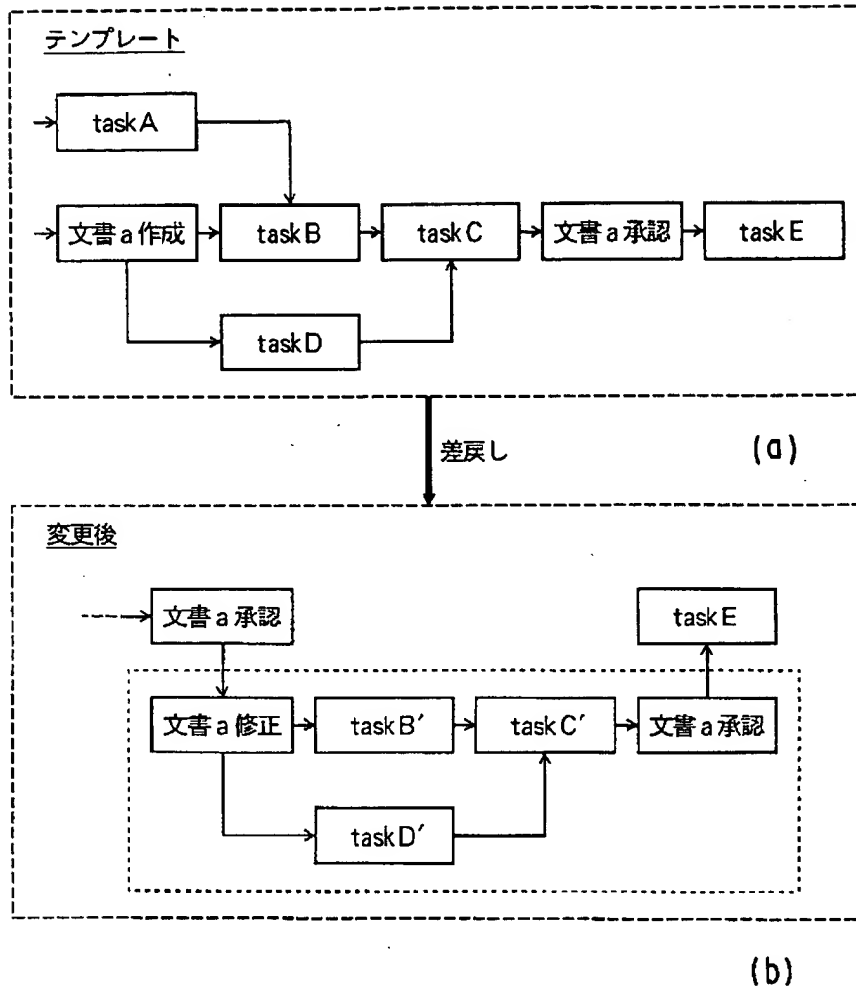 テンプレート
taskA
文書a作成
taskB
taskC
文書a承認
taskE
taskD
差戻し
(a)
変更後
文書a承認
taskE
文書a修正
taskB′
taskC′
文書a承認
taskD′
(b)